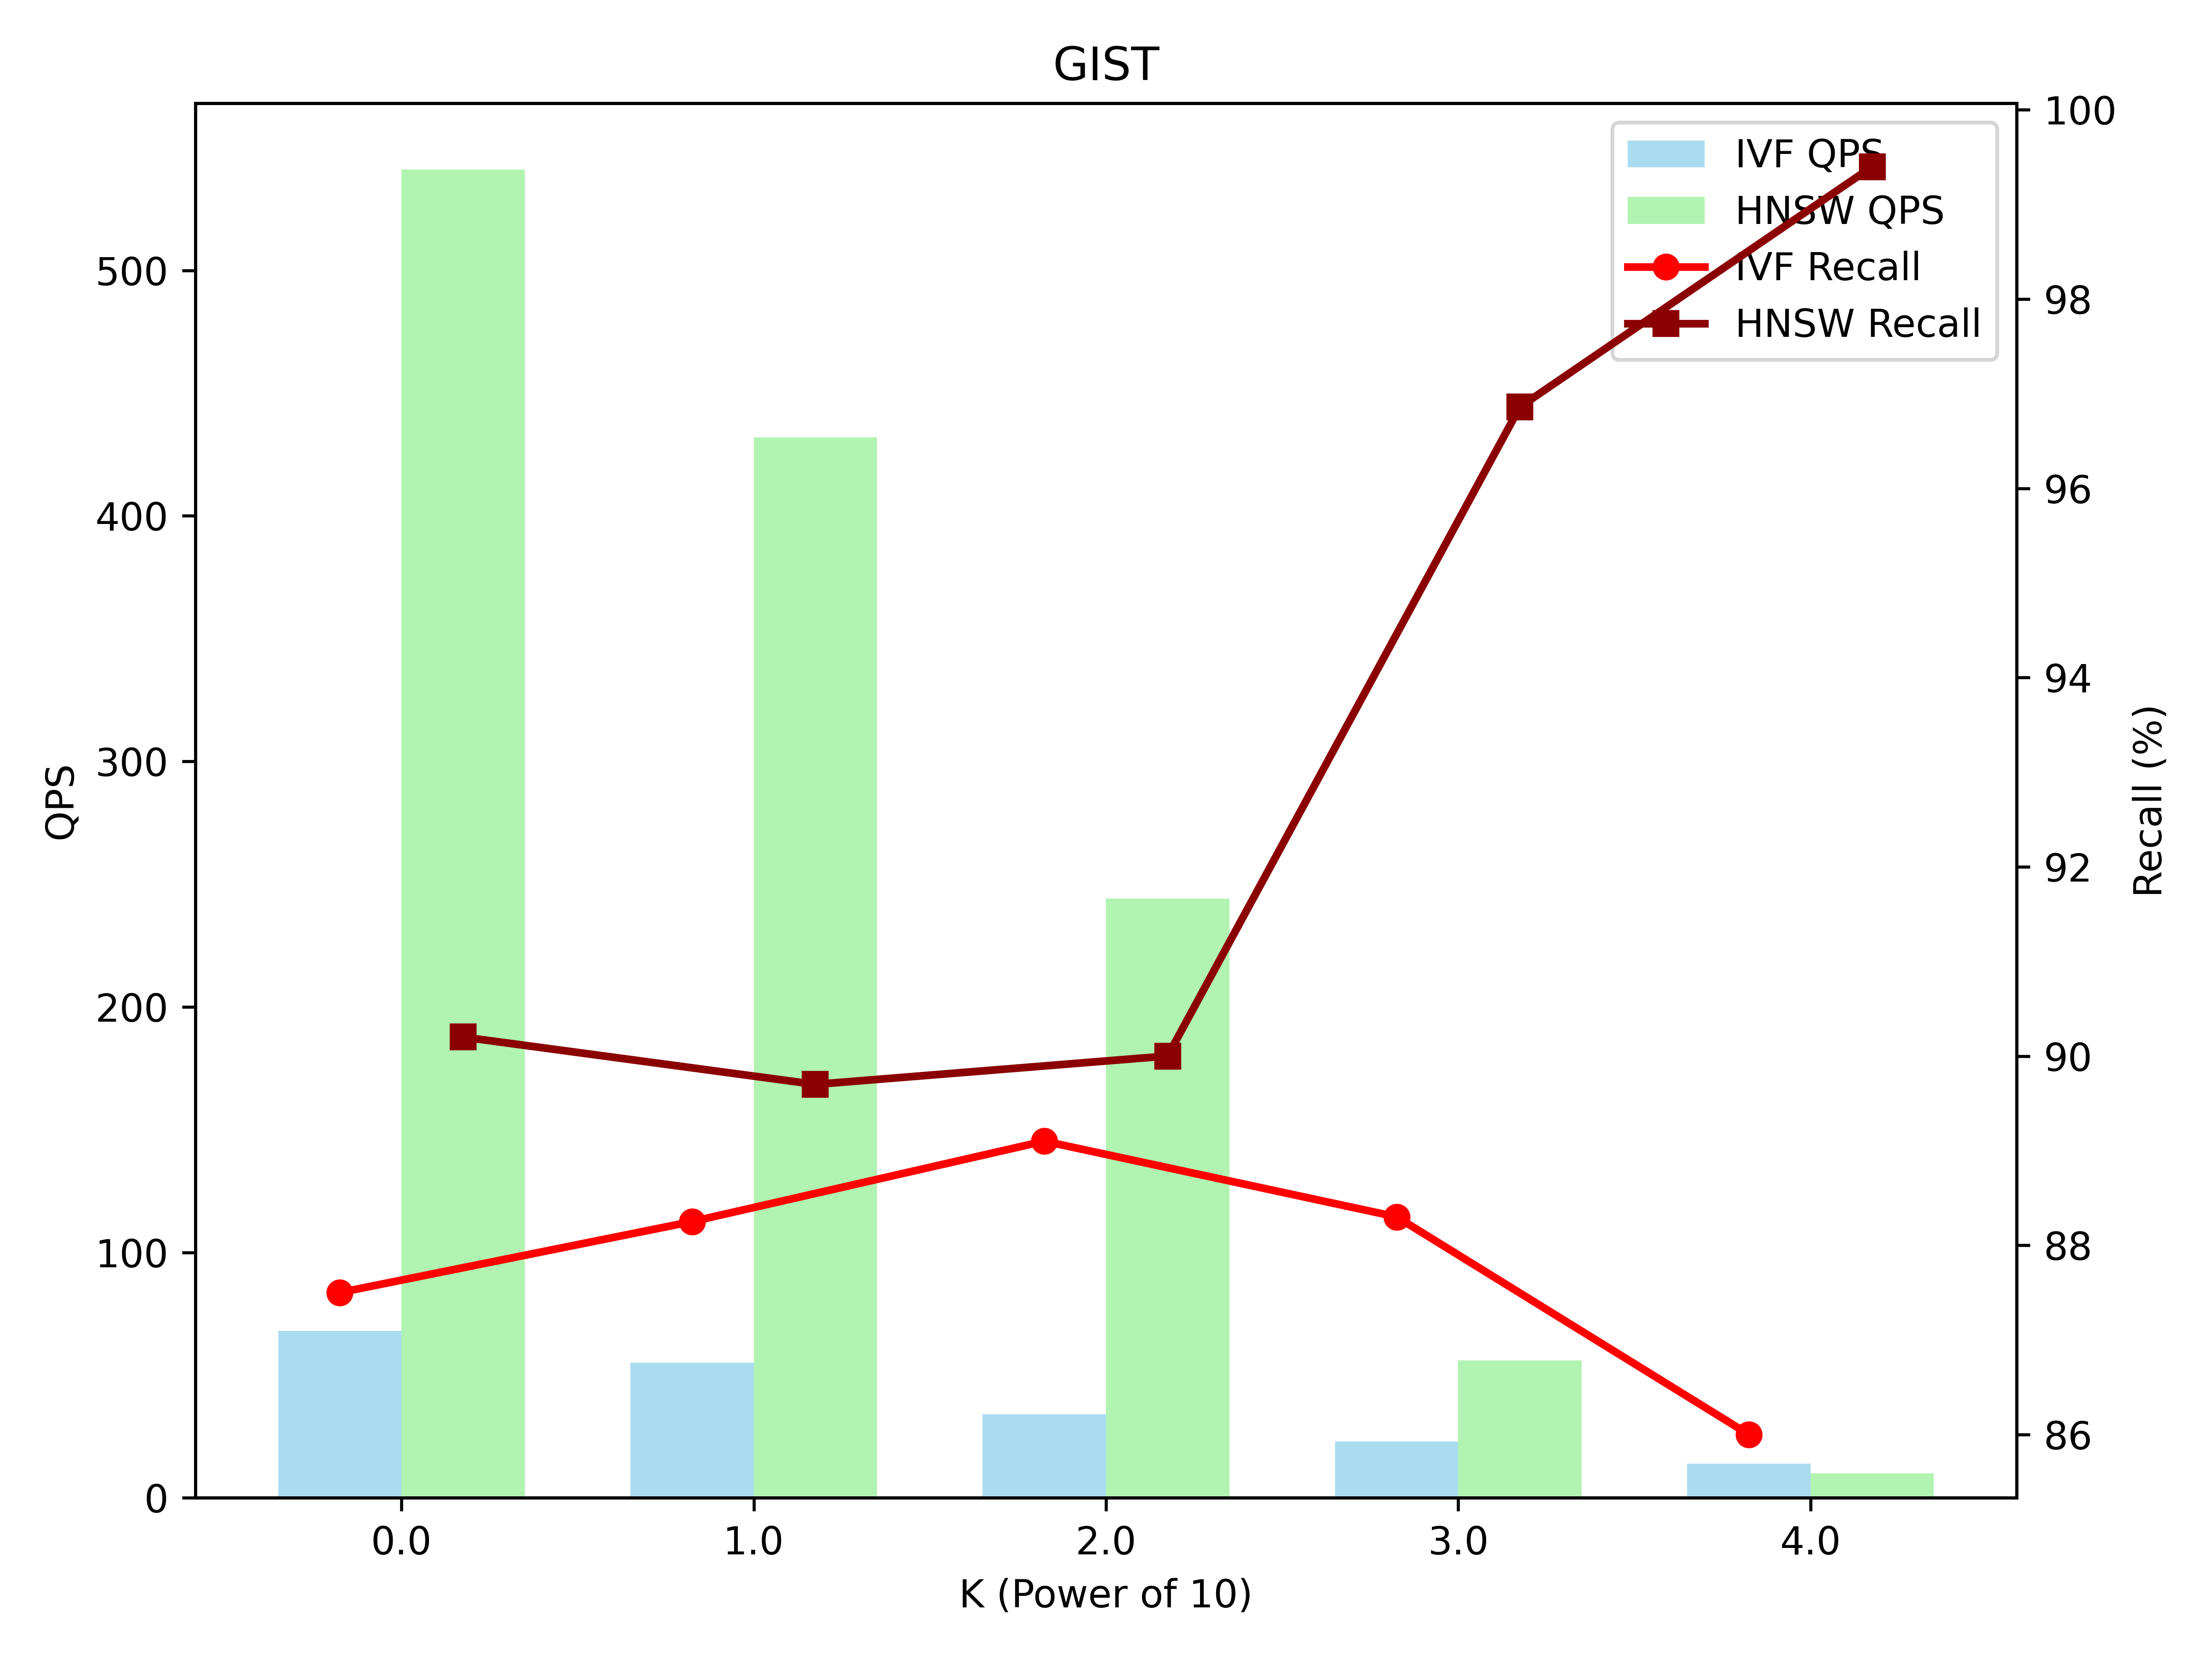 GIST
QPS
500
400
300
200
100
0
IVF QPS
HNSW QPS
IVF Recall
HNSW Recall
100
98
96
94
92
90
88
86
Recall (%)
0.0 1.0 2.0 3.0 4.0
K (Power of 10)